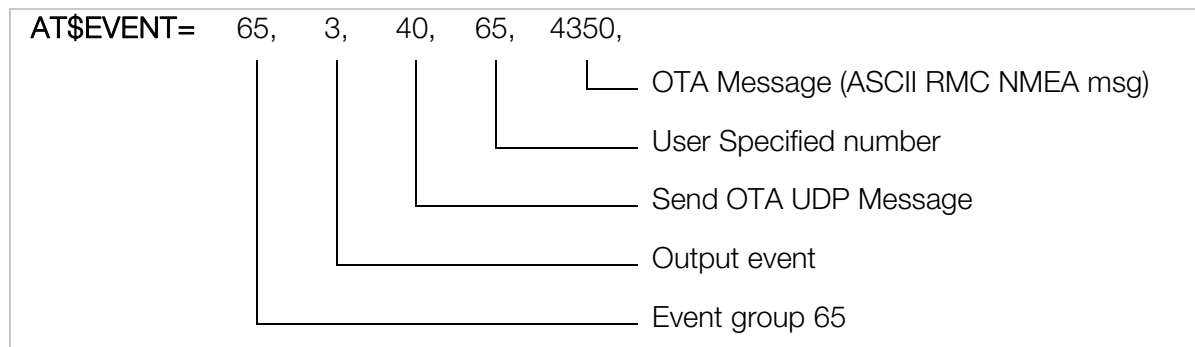 AT$EVENT= 65, 3, 40, 65, 4350,
OTA Message (ASCII RMC NMEA msg)
User Specified number
Send OTA UDP Message
Output event
Event group 65